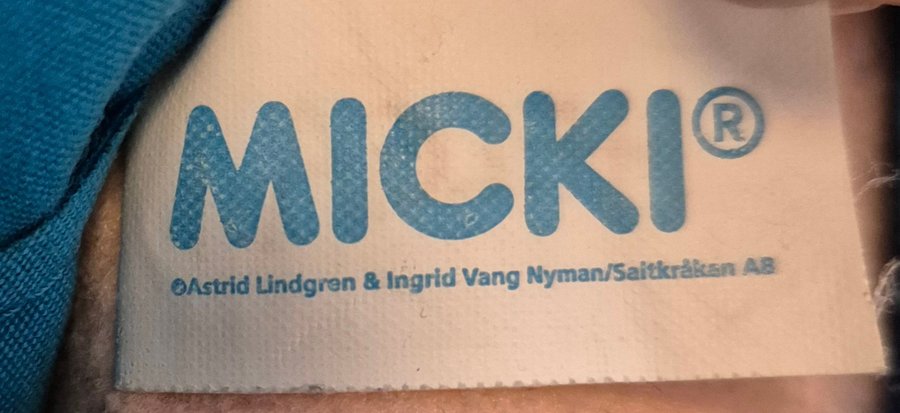 MICKI®
©Astrid Lindgren & Ingrid Vang Nyman/Saltkråkan AB